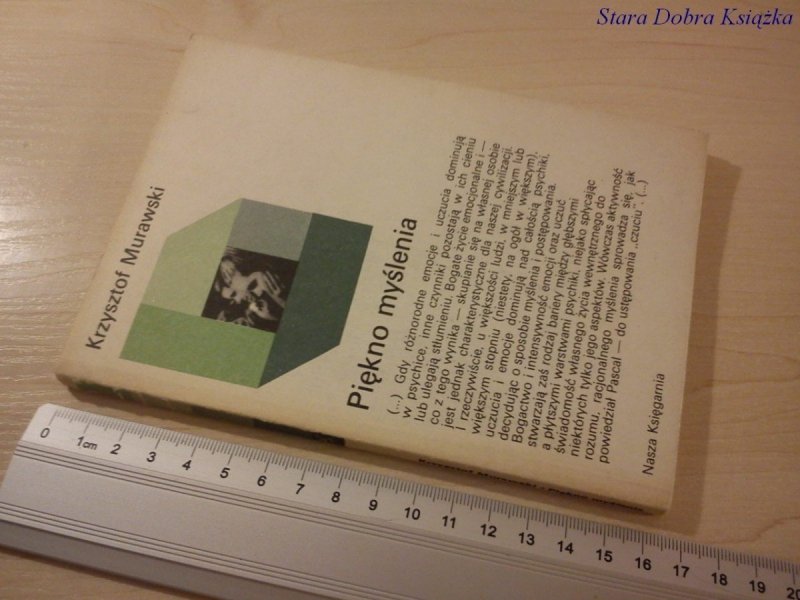 Stara Dobra Książka
Krzysztof Murawski
Piękno myślenia
(...) Gdy różnorodne emocje i uczucia dominują
w psychice, inne czynniki pozostają w ich cieniu
lub ulegają stłumieniu. Bogate życie emocjonalne i —
co z tego wynika — skupianie się na własnej osobie
jest jednak charakterystyczne dla naszej cywilizacji.
I rzeczywiście, u większości ludzi, w mniejszym lub
większym stopniu (niestety, na ogół w większym),
uczucia i emocje dominują nad całością psychiki,
decydując o sposobie myślenia i postępowania.
Bogactwo i intensywność emocji oraz uczuć
stwarzają zaś rodzaj bariery między głębszymi
a płytszymi warstwami psychiki, niejako spłycając
świadomość własnego życia wewnętrznego do
niektórych tylko jego aspektów. Wówczas aktywność
rozumu, racjonalnego myślenia sprowadza się, jak
powiedział Pascal — do ustępowania „czuciu”. (...)
Nasza Księgarnia
0 1cm 2 3 4 5 6 7 8 9 10 11 12 13 14 15 16 17 18 19 20